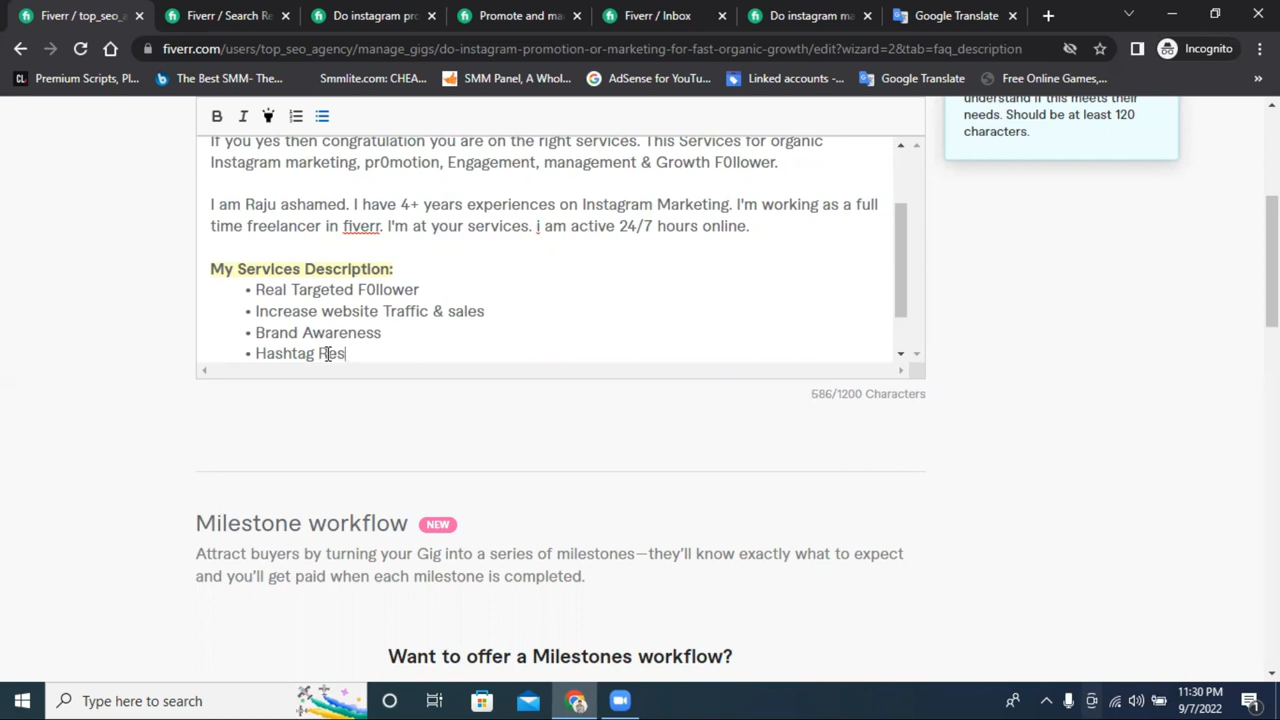 Fiverr / top_seo_a
Fiverr / Search Re
Do instagram pro
Promote and ma
Fiverr / Inbox
Do instagram ma
Google Translate
fiverr.com/users/top_seo_agency/manage_gigs/do-instagram-promotion-or-marketing-for-fast-organic-growth/edit?wizard=2&tab=faq_description
Incognito
Premium Scripts, Pl...
The Best SMM- The...
Smmlite.com: CHEA...
SMM Panel, A Whol...
AdSense for YouTu...
Linked accounts -...
Google Translate
Free Online Games,...
»
understand if this meets their
needs. Should be at least 120
characters.
B I
If you yes then congratulation you are on the right services. This Services for organic
Instagram marketing, pr0motion, Engagement, management & Growth F0llower.
I am Raju ashamed. I have 4+ years experiences on Instagram Marketing. I'm working as a full
time freelancer in fiverr. I'm at your services. i am active 24/7 hours online.
My Services Description:
• Real Targeted F0llower
• Increase website Traffic & sales
• Brand Awareness
• Hashtag Res
586/1200 Characters
Milestone workflow NEW
Attract buyers by turning your Gig into a series of milestones—they'll know exactly what to expect
and you'll get paid when each milestone is completed.
Want to offer a Milestones workflow?
Type here to search
11:30 PM
9/7/2022
1